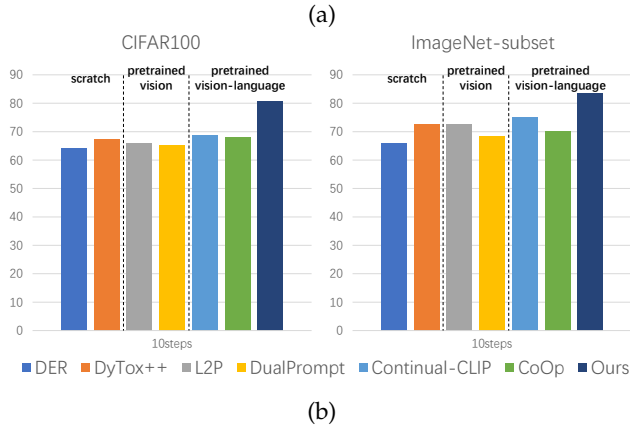 (a)
CIFAR100
ImageNet-subset
90
80
70
60
50
40
30
20
10
0
scratch
pretrained
vision
pretrained
vision-language
10steps
90
80
70
60
50
40
30
20
10
0
scratch
pretrained
vision
pretrained
vision-language
10steps
DER DyTox++ L2P DualPrompt Continual-CLIP CoOp Ours
(b)